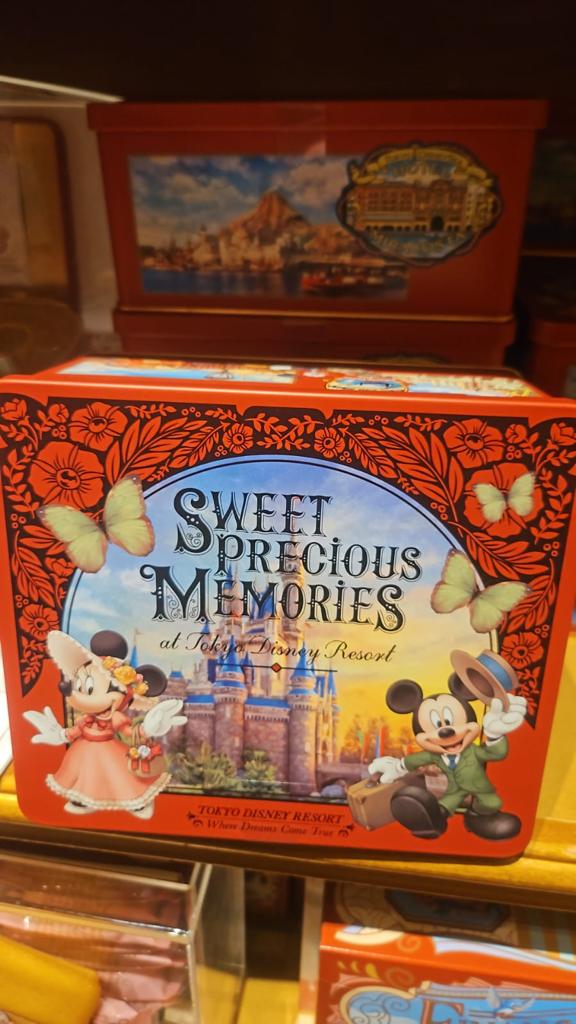 SWEET
PRECIOUS
MEMORIES
at Tokyo Disney Resort
TOKYO DISNEY RESORT
Where Dreams Come True